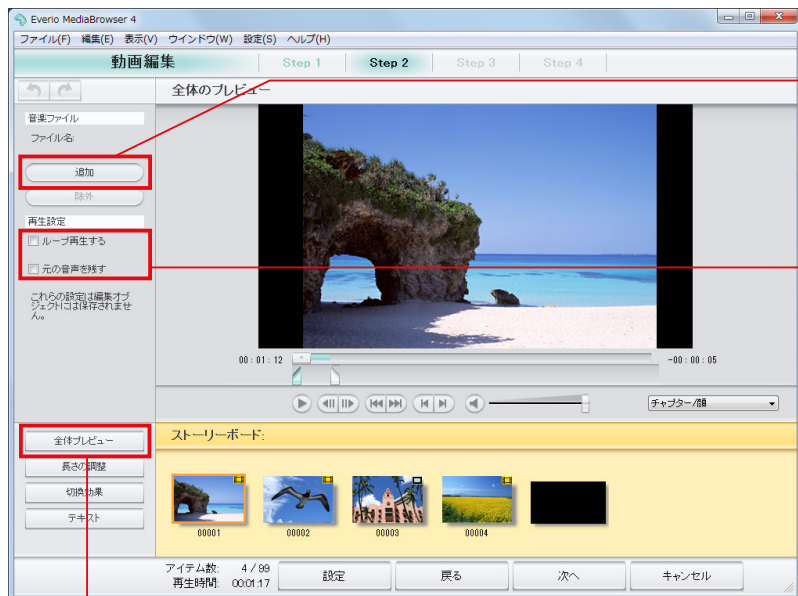 Everio MediaBrowser 4
ファイル(F) 編集(E) 表示(V) ウインドウ(W) 設定(S) ヘルプ(H)
動画編集
Step 1
Step 2
Step 3
Step 4
全体のプレビュー
音楽ファイル
ファイル名:
追加
除外
再生設定
ループ再生する
元の音声を残す
これらの設定は編集オブ
ジェクトには保存されませ
ん。
00:01:12
-00:00:05
チャプター/顔
全体プレビュー
長さの調整
切換効果
テキスト
ストーリーボード:
00001
00002
00003
00004
アイテム数: 4 / 99
再生時間: 00:01:17
設定
戻る
次へ
キャンセル